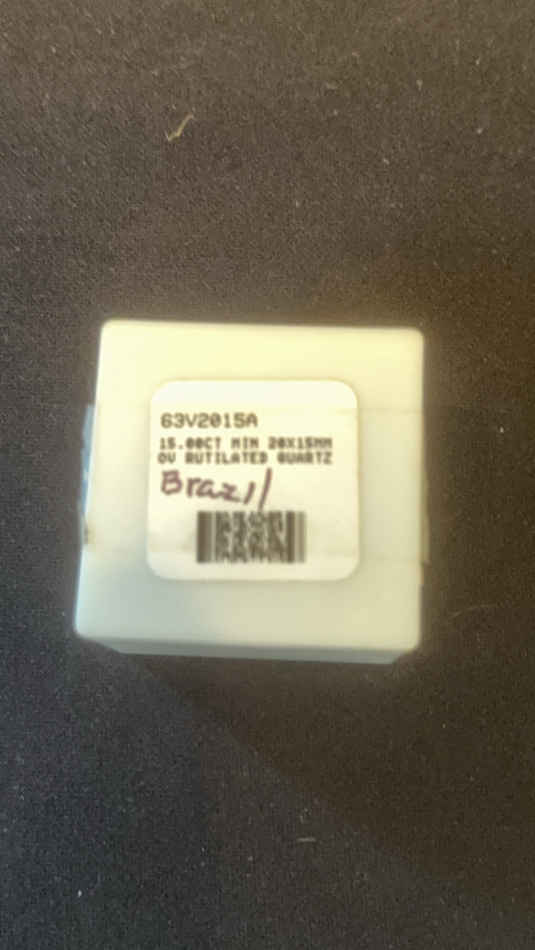 63V2015A
15.00CT MIN 20X15MM
OV RUTILATED QUARTZ
Brazil